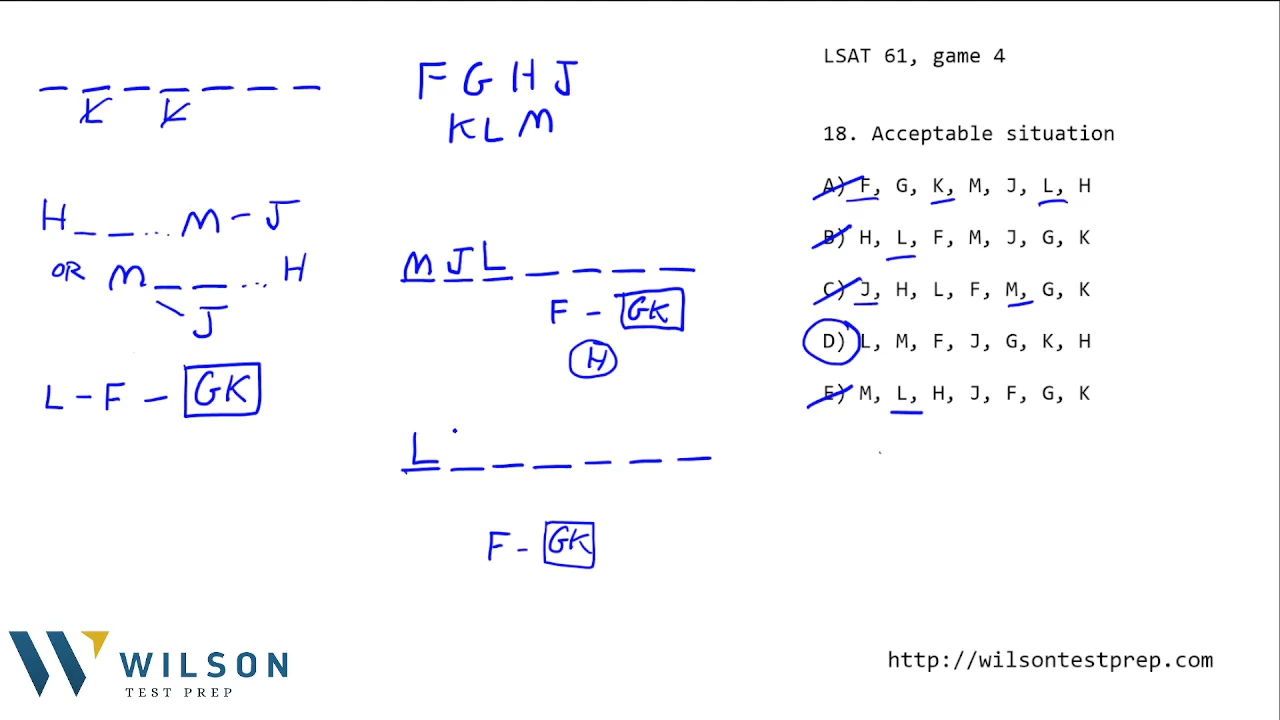 K K
F G H J
K L M
H _ _ ... M - J
OR M _ _ ... H
J
L - F - GK
M J L _ _ _ _
F - GK
H
L _ _ _ _ _ _
F - GK
LSAT 61, game 4
18. Acceptable situation
A) F, G, K, M, J, L, H
B) H, L, F, M, J, G, K
C) J, H, L, F, M, G, K
D) L, M, F, J, G, K, H
E) M, L, H, J, F, G, K
W WILSON
TEST PREP
http://wilsontestprep.com